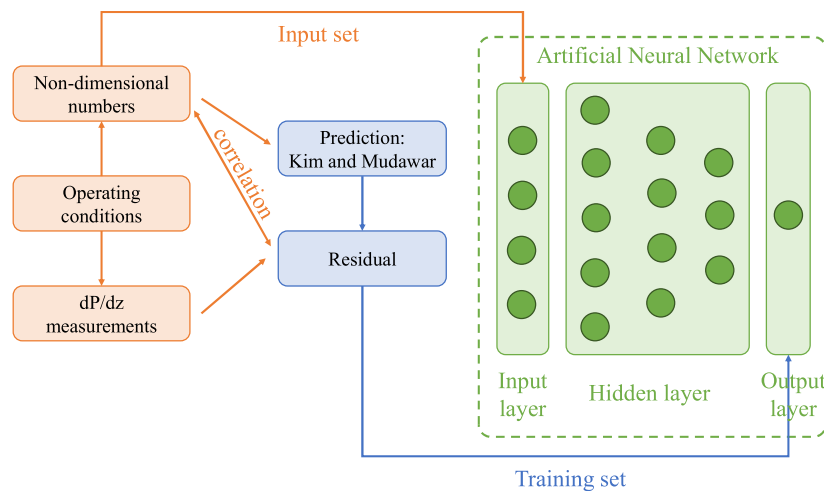 Input set
Artificial Neural Network
Non-dimensional
numbers
correlation
Prediction:
Kim and Mudawar
Operating
conditions
Residual
dP/dz
measurements
Input
layer
Hidden layer
Output
layer
Training set